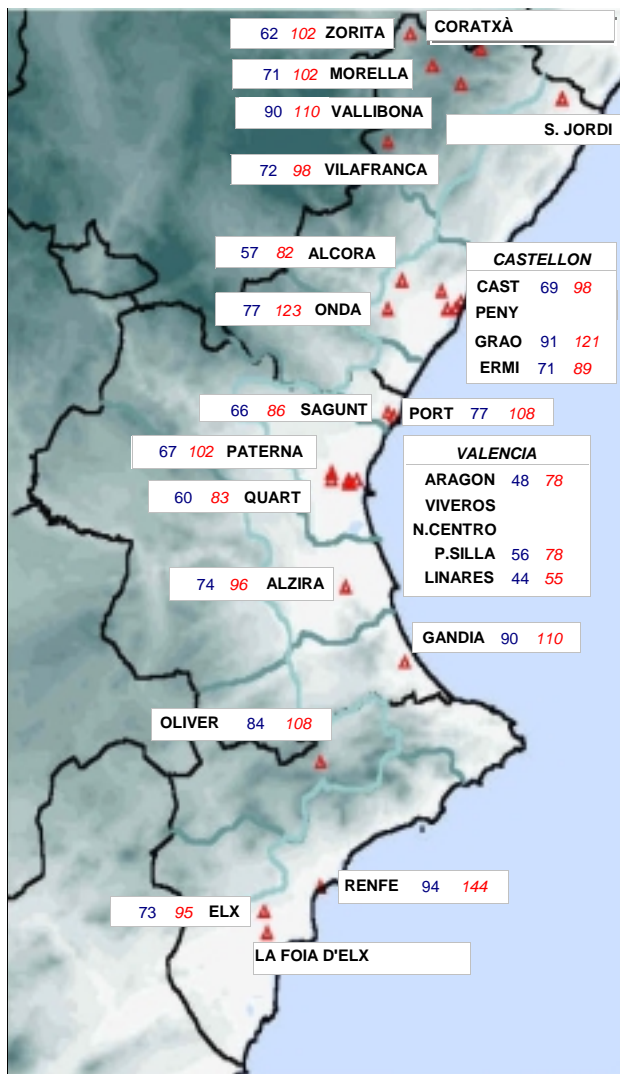 62 102 ZORITA
CORATXÀ
71 102 MORELLA
90 110 VALLIBONA
S. JORDI
72 98 VILAFRANCA
57 82 ALCORA
77 123 ONDA
CASTELLON
CAST 69 98
PENY
GRAO 91 121
ERMI 71 89
66 86 SAGUNT
PORT 77 108
67 102 PATERNA
60 83 QUART
VALENCIA
ARAGON 48 78
VIVEROS
N.CENTRO
P.SILLA 56 78
LINARES 44 55
74 96 ALZIRA
GANDIA 90 110
OLIVER 84 108
RENFE 94 144
73 95 ELX
LA FOIA D'ELX